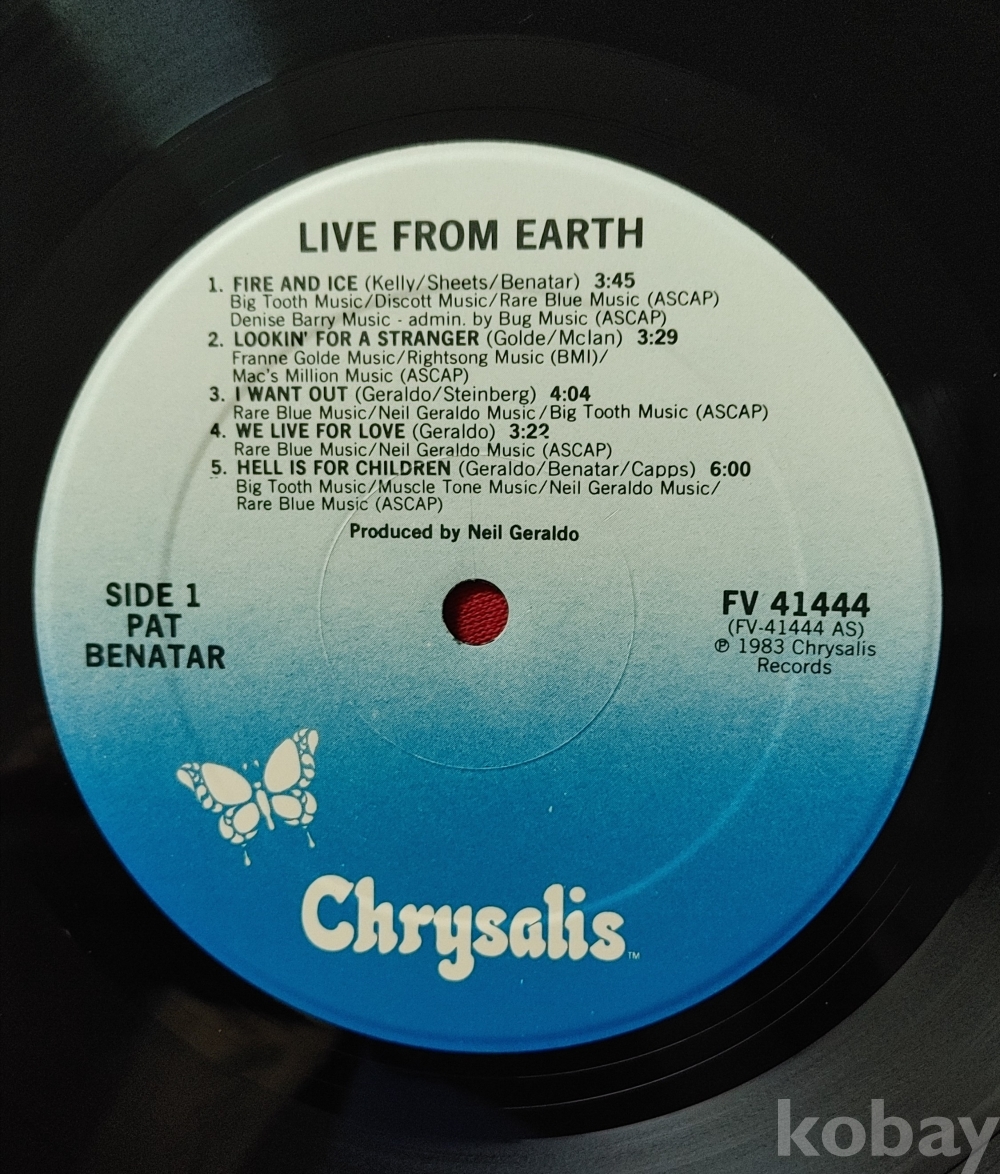 LIVE FROM EARTH
1. FIRE AND ICE (Kelly/Sheets/Benatar) 3:45
Big Tooth Music/Discott Music/Rare Blue Music (ASCAP)
Denise Barry Music - admin. by Bug Music (ASCAP)
2. LOOKIN' FOR A STRANGER (Golde/McIan) 3:29
Franne Golde Music/Rightsong Music (BMI)/
Mac's Million Music (ASCAP)
3. I WANT OUT (Geraldo/Steinberg) 4:04
Rare Blue Music/Neil Geraldo Music/Big Tooth Music (ASCAP)
4. WE LIVE FOR LOVE (Geraldo) 3:22
Rare Blue Music/Neil Geraldo Music (ASCAP)
5. HELL IS FOR CHILDREN (Geraldo/Benatar/Capps) 6:00
Big Tooth Music/Muscle Tone Music/Neil Geraldo Music/
Rare Blue Music (ASCAP)
Produced by Neil Geraldo
SIDE 1
PAT
BENATAR
FV 41444
(FV-41444 AS)
℗ 1983 Chrysalis
Records
Chrysalis™
kobay